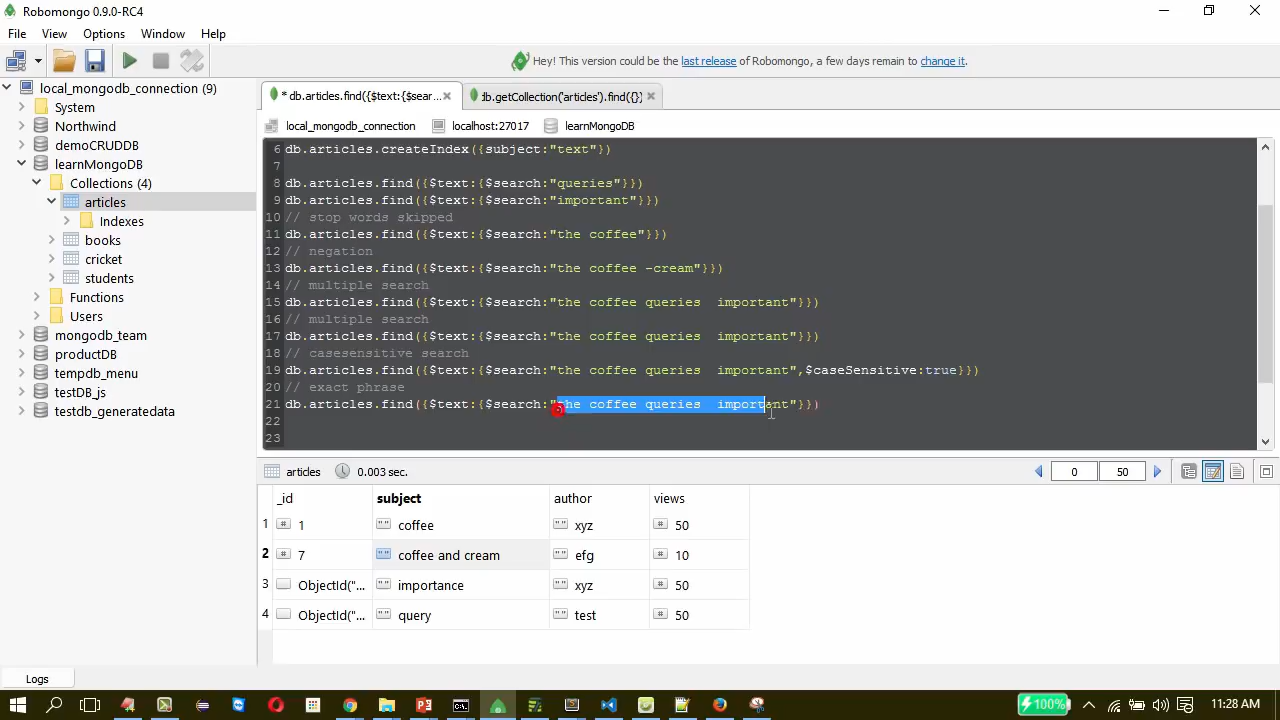 Robomongo 0.9.0-RC4
File View Options Window Help
Hey! This version could be the last release of Robomongo, a few days remain to change it.
local_mongodb_connection (9)
System
Northwind
demoCRUDDB
learnMongoDB
Collections (4)
articles
Indexes
books
cricket
students
Functions
Users
mongodb_team
productDB
tempdb_menu
testDB_js
testdb_generatedata
* db.articles.find({$text:{$sear...
db.getCollection('articles').find({})
local_mongodb_connection localhost:27017 learnMongoDB
6 db.articles.createIndex({subject:"text"})
7
8 db.articles.find({$text:{$search:"queries"}})
9 db.articles.find({$text:{$search:"important"}})
10 // stop words skipped
11 db.articles.find({$text:{$search:"the coffee"}})
12 // negation
13 db.articles.find({$text:{$search:"the coffee -cream"}})
14 // multiple search
15 db.articles.find({$text:{$search:"the coffee queries  important"}})
16 // multiple search
17 db.articles.find({$text:{$search:"the coffee queries  important"}})
18 // casesensitive search
19 db.articles.find({$text:{$search:"the coffee queries  important",$caseSensitive:true}})
20 // exact phrase
21 db.articles.find({$text:{$search:"the coffee queries  important"}})
22
23
articles 0.003 sec. 0 50
_id subject author views
1 1 coffee xyz 50
2 7 coffee and cream efg 10
3 ObjectId("... importance xyz 50
4 ObjectId("... query test 50
Logs
100% 11:28 AM